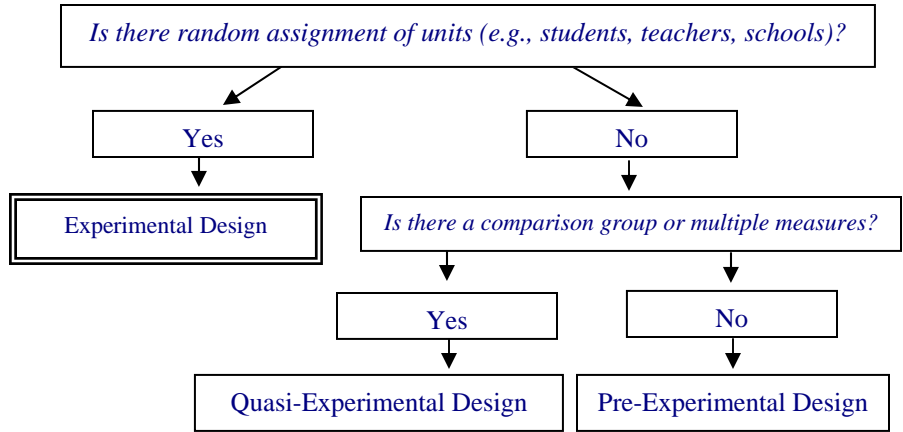 Is there random assignment of units (e.g., students, teachers, schools)?
Yes
No
Experimental Design
Is there a comparison group or multiple measures?
Yes
No
Quasi-Experimental Design
Pre-Experimental Design